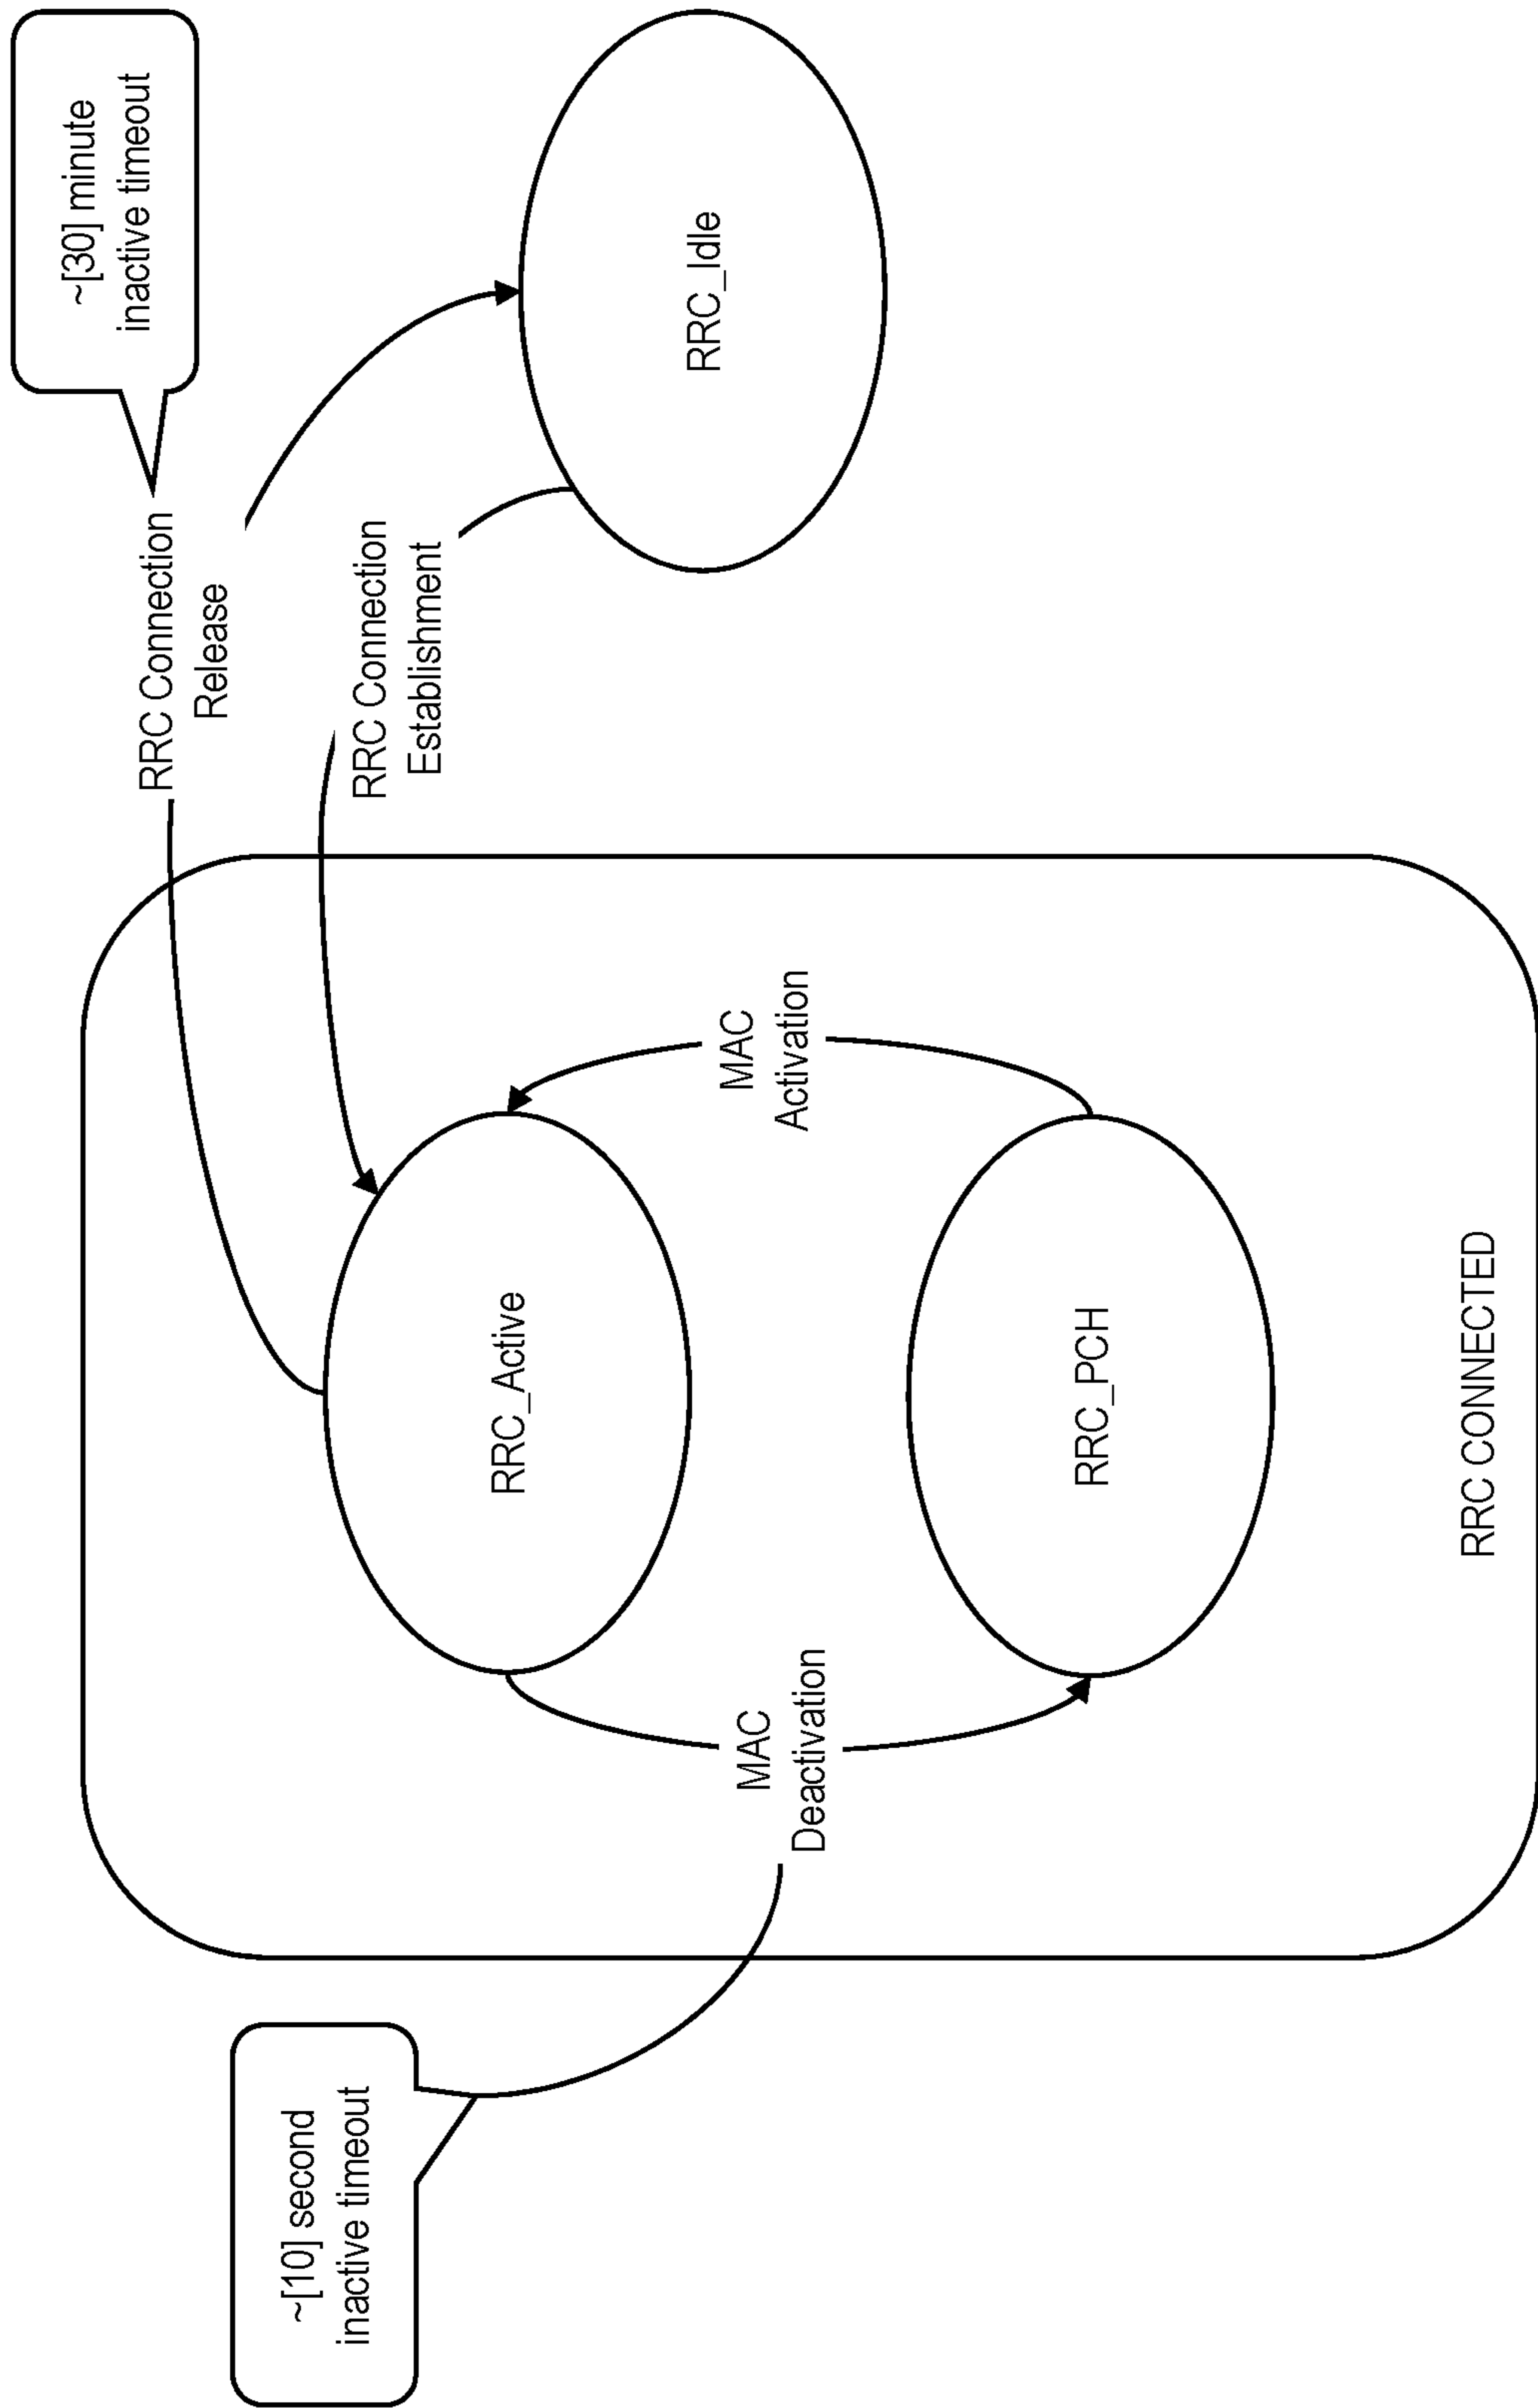 ~[10] second
inactive timeout
MAC
Deactivation
RRC_Active
RRC_PCH
MAC
Activation
RRC CONNECTED
RRC Connection
Release
RRC Connection
Establishment
~[30] minute
inactive timeout
RRC_Idle